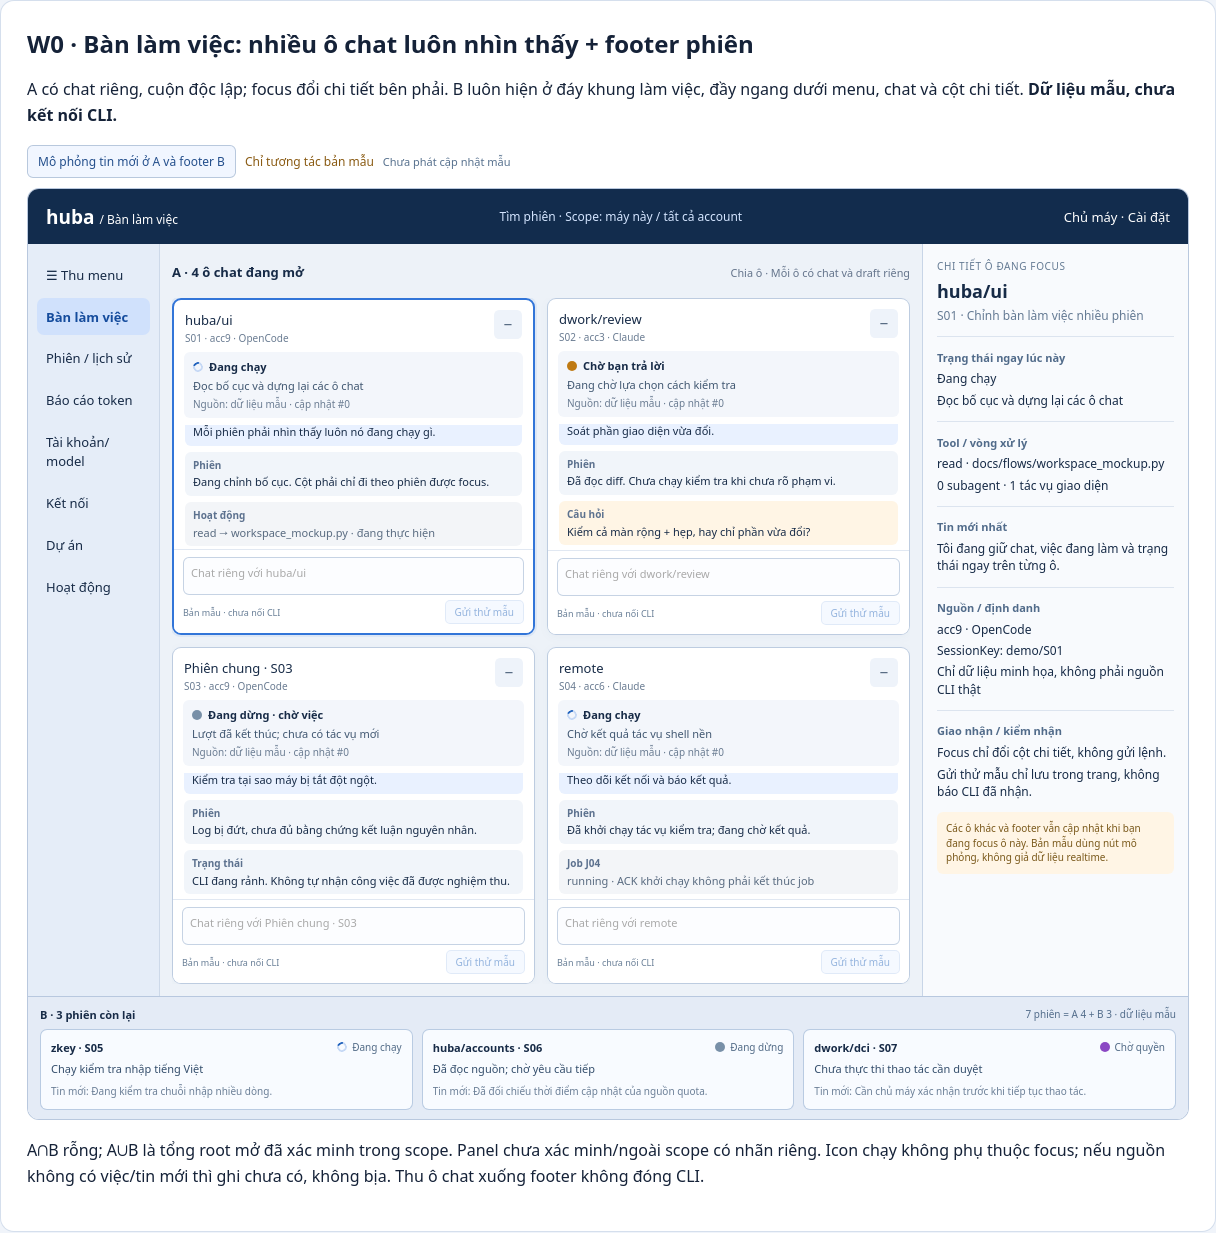 W0 · Bàn làm việc: nhiều ô chat luôn nhìn thấy + footer phiên
A có chat riêng, cuộn độc lập; focus đổi chi tiết bên phải. B luôn hiện ở đáy khung làm việc, đầy ngang dưới menu, chat và cột chi tiết. Dữ liệu mẫu, chưa
kết nối CLI.
Mô phỏng tin mới ở A và footer B Chỉ tương tác bản mẫu Chưa phát cập nhật mẫu
huba / Bàn làm việc
Tìm phiên · Scope: máy này / tất cả account
Chủ máy · Cài đặt
☰ Thu menu
Bàn làm việc
Phiên / lịch sử
Báo cáo token
Tài khoản/
model
Kết nối
Dự án
Hoạt động
A · 4 ô chat đang mở
Chia ô · Mỗi ô có chat và draft riêng
huba/ui
−
S01 · acc9 · OpenCode
Đang chạy
Đọc bố cục và dựng lại các ô chat
Nguồn: dữ liệu mẫu · cập nhật #0
Mỗi phiên phải nhìn thấy luôn nó đang chạy gì.
Phiên
Đang chỉnh bố cục. Cột phải chỉ đi theo phiên được focus.
Hoạt động
read → workspace_mockup.py · đang thực hiện
Chat riêng với huba/ui
Bản mẫu · chưa nối CLI
Gửi thử mẫu
dwork/review
−
S02 · acc3 · Claude
Chờ bạn trả lời
Đang chờ lựa chọn cách kiểm tra
Nguồn: dữ liệu mẫu · cập nhật #0
Soát phần giao diện vừa đổi.
Phiên
Đã đọc diff. Chưa chạy kiểm tra khi chưa rõ phạm vi.
Câu hỏi
Kiểm cả màn rộng + hẹp, hay chỉ phần vừa đổi?
Chat riêng với dwork/review
Bản mẫu · chưa nối CLI
Gửi thử mẫu
Phiên chung · S03
−
S03 · acc9 · OpenCode
Đang dừng · chờ việc
Lượt đã kết thúc; chưa có tác vụ mới
Nguồn: dữ liệu mẫu · cập nhật #0
Kiểm tra tại sao máy bị tắt đột ngột.
Phiên
Log bị đứt, chưa đủ bằng chứng kết luận nguyên nhân.
Trạng thái
CLI đang rảnh. Không tự nhận công việc đã được nghiệm thu.
Chat riêng với Phiên chung · S03
Bản mẫu · chưa nối CLI
Gửi thử mẫu
remote
−
S04 · acc6 · Claude
Đang chạy
Chờ kết quả tác vụ shell nền
Nguồn: dữ liệu mẫu · cập nhật #0
Theo dõi kết nối và báo kết quả.
Phiên
Đã khởi chạy tác vụ kiểm tra; đang chờ kết quả.
Job J04
running · ACK khởi chạy không phải kết thúc job
Chat riêng với remote
Bản mẫu · chưa nối CLI
Gửi thử mẫu
CHI TIẾT Ô ĐANG FOCUS
huba/ui
S01 · Chỉnh bàn làm việc nhiều phiên
Trạng thái ngay lúc này
Đang chạy
Đọc bố cục và dựng lại các ô chat
Tool / vòng xử lý
read · docs/flows/workspace_mockup.py
0 subagent · 1 tác vụ giao diện
Tin mới nhất
Tôi đang giữ chat, việc đang làm và trạng
thái ngay trên từng ô.
Nguồn / định danh
acc9 · OpenCode
SessionKey: demo/S01
Chỉ dữ liệu minh họa, không phải nguồn
CLI thật
Giao nhận / kiểm nhận
Focus chỉ đổi cột chi tiết, không gửi lệnh.
Gửi thử mẫu chỉ lưu trong trang, không
báo CLI đã nhận.
Các ô khác và footer vẫn cập nhật khi bạn
đang focus ô này. Bản mẫu dùng nút mô
phỏng, không giả dữ liệu realtime.
B · 3 phiên còn lại
7 phiên = A 4 + B 3 · dữ liệu mẫu
zkey · S05
Đang chạy
Chạy kiểm tra nhập tiếng Việt
Tin mới: Đang kiểm tra chuỗi nhập nhiều dòng.
huba/accounts · S06
Đang dừng
Đã đọc nguồn; chờ yêu cầu tiếp
Tin mới: Đã đối chiếu thời điểm cập nhật của nguồn quota.
dwork/dci · S07
Chờ quyền
Chưa thực thi thao tác cần duyệt
Tin mới: Cần chủ máy xác nhận trước khi tiếp tục thao tác.
A∩B rỗng; A∪B là tổng root mở đã xác minh trong scope. Panel chưa xác minh/ngoài scope có nhãn riêng. Icon chạy không phụ thuộc focus; nếu nguồn
không có việc/tin mới thì ghi chưa có, không bịa. Thu ô chat xuống footer không đóng CLI.